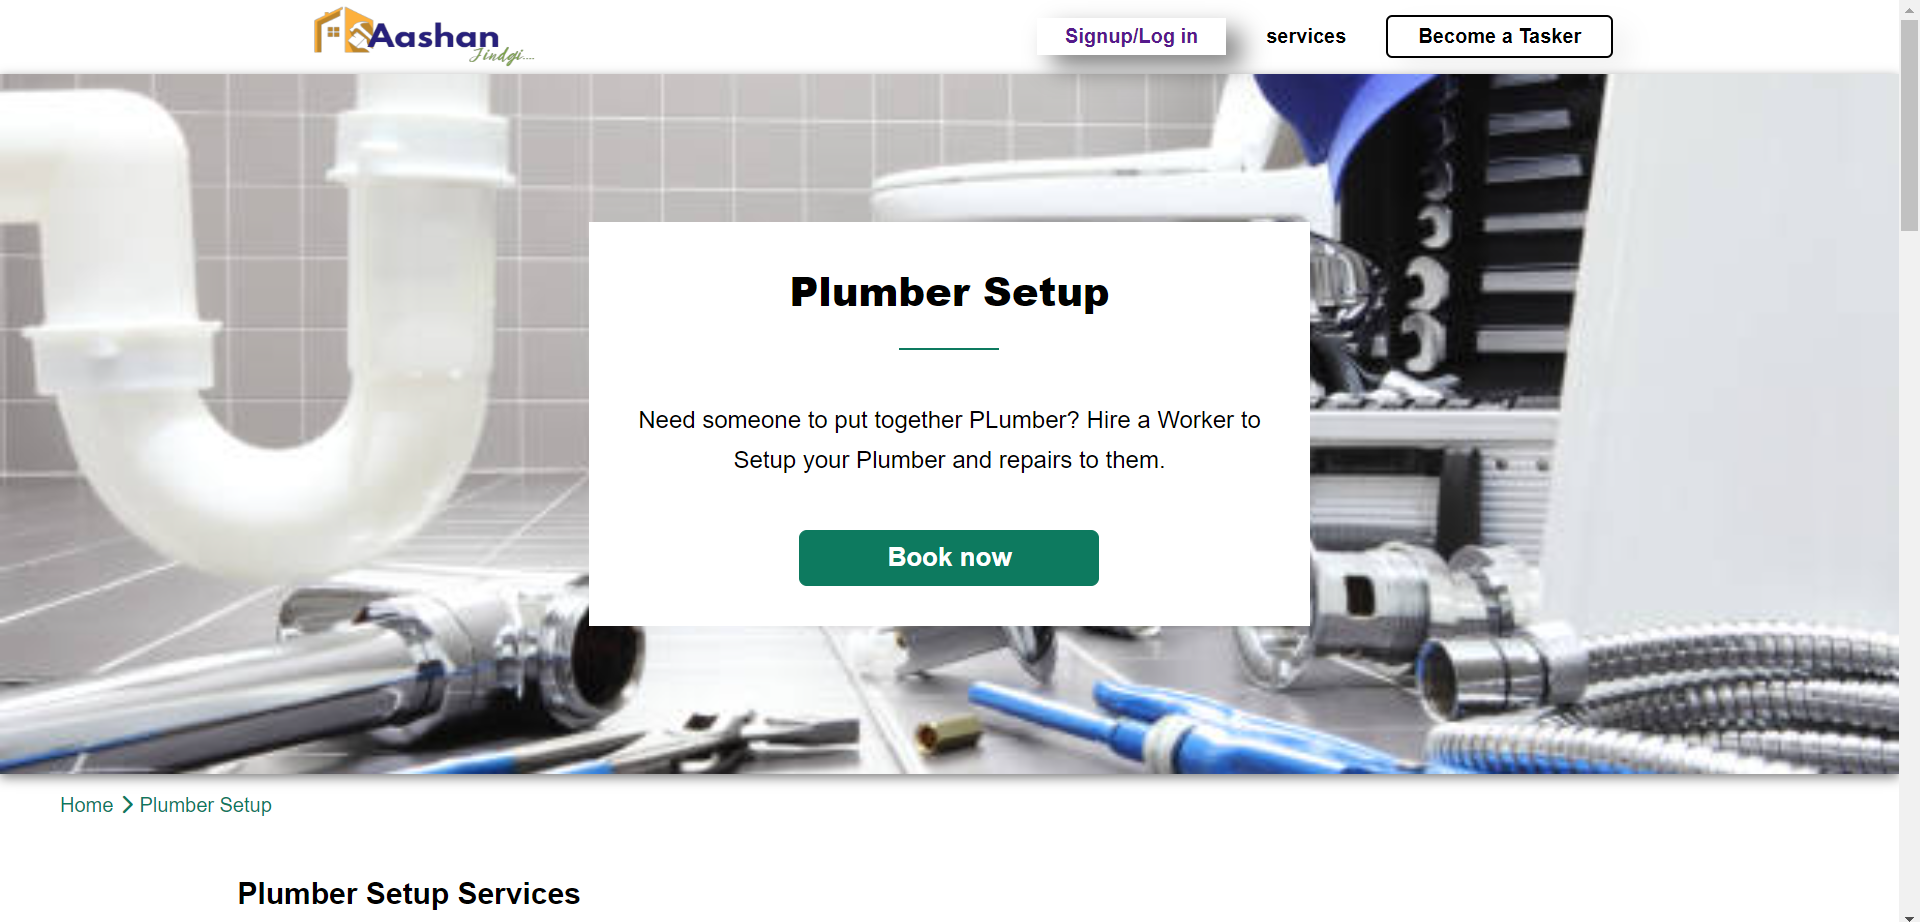 Aashan
Jindgi....
Signup/Log in
services
Become a Tasker
Plumber Setup
Need someone to put together PLumber? Hire a Worker to
Setup your Plumber and repairs to them.
Book now
Home > Plumber Setup
Plumber Setup Services